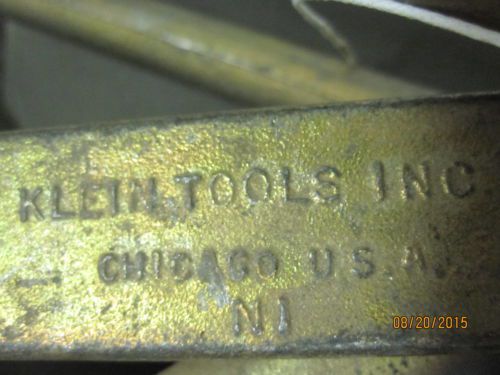 KLEIN TOOLS INC
CHICAGO U.S.A.
N1
08/20/2015